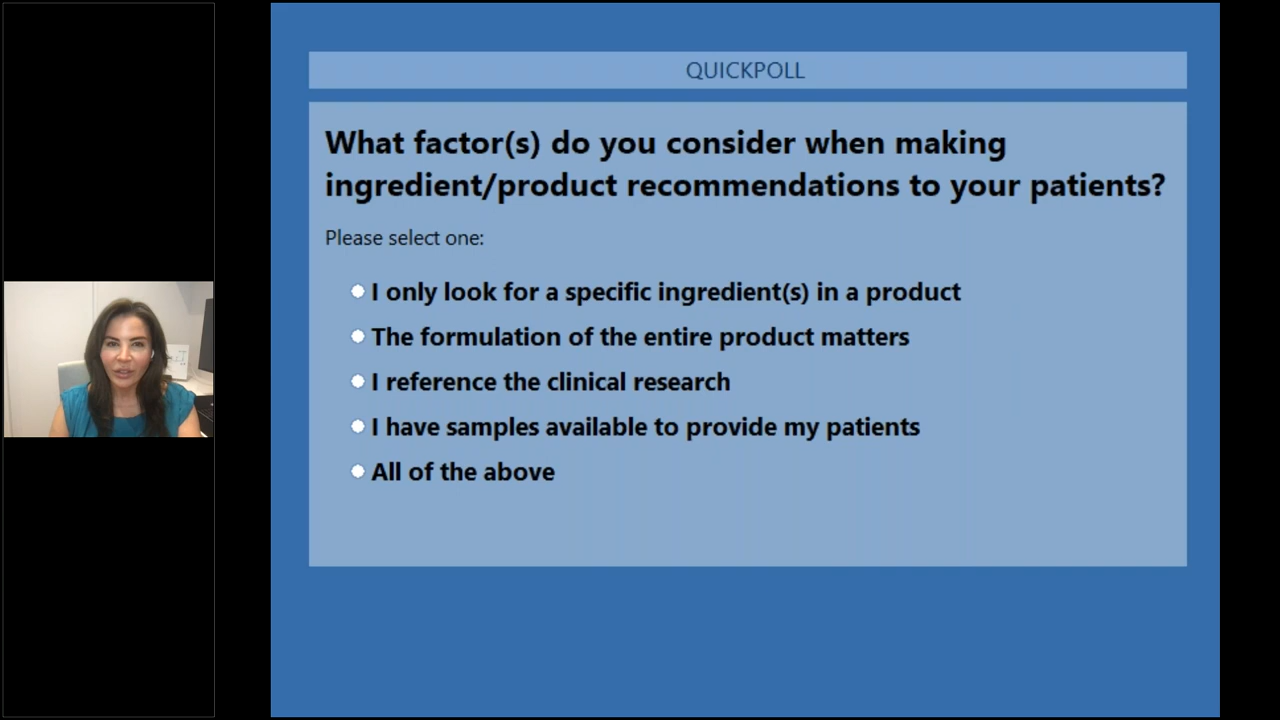 QUICKPOLL
What factor(s) do you consider when making
ingredient/product recommendations to your patients?
Please select one:
I only look for a specific ingredient(s) in a product
The formulation of the entire product matters
I reference the clinical research
I have samples available to provide my patients
All of the above